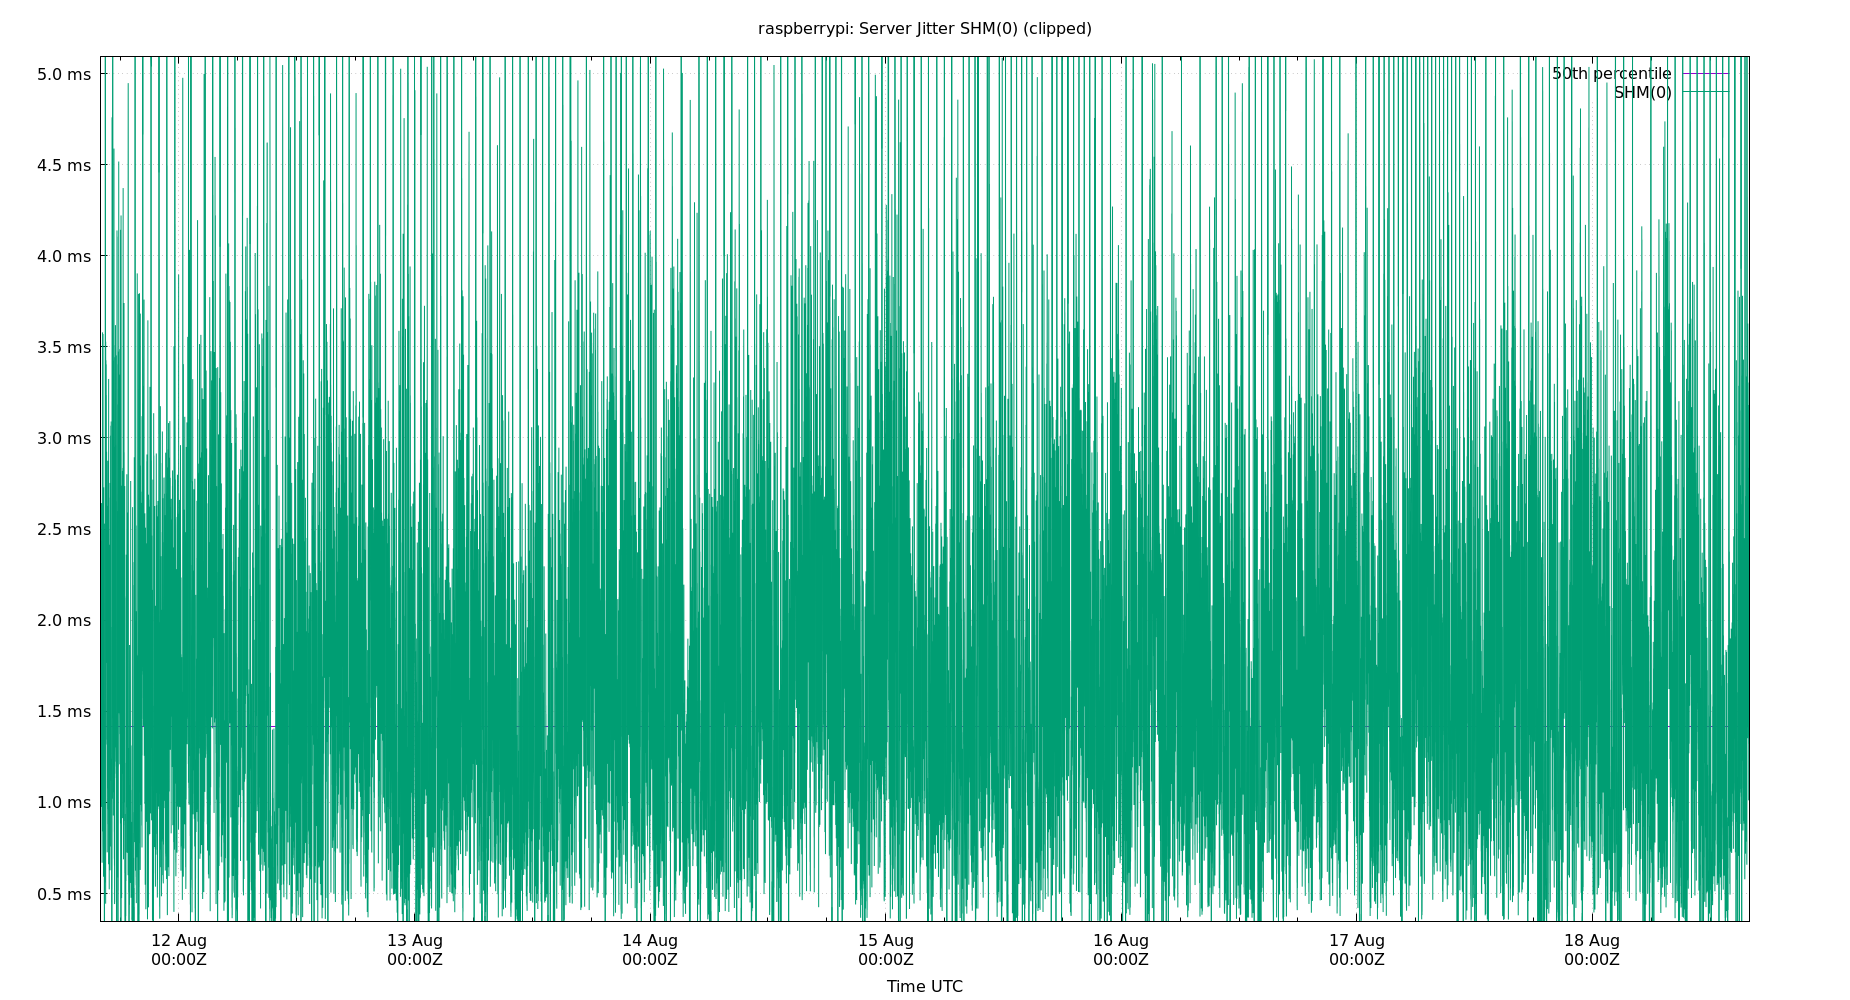 raspberrypi: Server Jitter SHM(0) (clipped)
5.0 ms
4.5 ms
4.0 ms
3.5 ms
3.0 ms
2.5 ms
2.0 ms
1.5 ms
1.0 ms
0.5 ms
50th percentile
SHM(0)
12 Aug 13 Aug 14 Aug 15 Aug 16 Aug 17 Aug 18 Aug
00:00Z 00:00Z 00:00Z 00:00Z 00:00Z 00:00Z 00:00Z
Time UTC